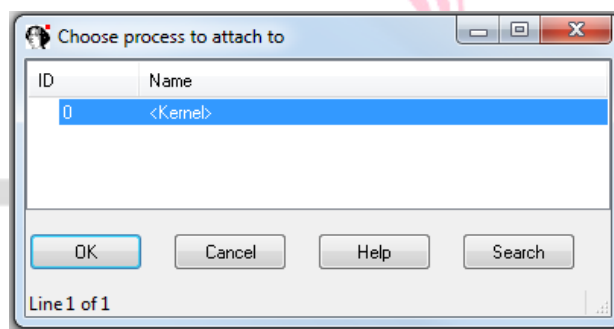 Choose process to attach to
ID Name
0 <Kernel>
OK Cancel Help Search
Line 1 of 1